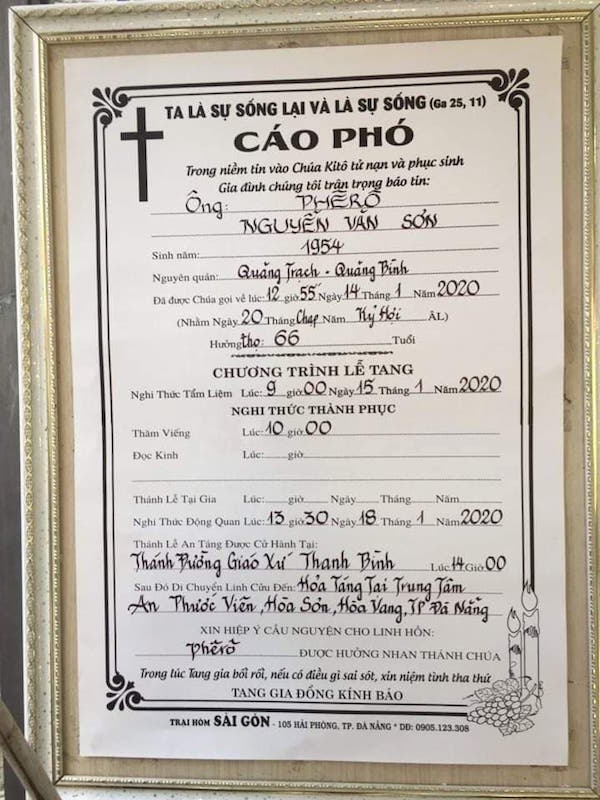 TA LÀ SỰ SỐNG LẠI VÀ LÀ SỰ SỐNG (Ga 25, 11)
CÁO PHÓ
Trong niềm tin vào Chúa Kitô tử nạn và phục sinh
Gia đình chúng tôi trân trọng báo tin:
Ông: PHÊRÔ
NGUYỄN VĂN SƠN
Sinh năm: 1954
Nguyên quán: Quảng Trạch - Quảng Bình
Đã được Chúa gọi về lúc: 12 giờ 55 Ngày 14 Tháng 1 Năm 2020
(Nhằm Ngày 20 Tháng Chạp Năm Kỷ Hợi ÂL)
Hưởng thọ: 66 Tuổi
CHƯƠNG TRÌNH LỄ TANG
Nghi Thức Tẩm Liệm Lúc: 9 giờ 00 Ngày 15 Tháng 1 Năm 2020
NGHI THỨC THÀNH PHỤC
Thăm Viếng Lúc: 10 giờ 00
Đọc Kinh Lúc: giờ
Thánh Lễ Tại Gia Lúc: giờ Ngày Tháng Năm
Nghi Thức Động Quan Lúc: 13 giờ 30 Ngày 18 Tháng 1 Năm 2020
Thánh Lễ An Táng Được Cử Hành Tại:
Thánh Đường Giáo Xứ Thanh Bình Lúc 14 Giờ 00
Sau Đó Di Chuyển Linh Cửu Đến: Hỏa Táng Tại Trung Tâm
An Phước Viên, Hòa Sơn, Hòa Vang, TP Đà Nẵng
XIN HIỆP Ý CẦU NGUYỆN CHO LINH HỒN:
Phêrô ĐƯỢC HƯỞNG NHAN THÁNH CHÚA
Trong lúc Tang gia bối rối, nếu có điều gì sai sót, xin niệm tình tha thứ
TANG GIA ĐỒNG KÍNH BÁO
TRẠI HÒM SÀI GÒN - 105 HẢI PHÒNG, TP. ĐÀ NẴNG * DĐ: 0905.123.308